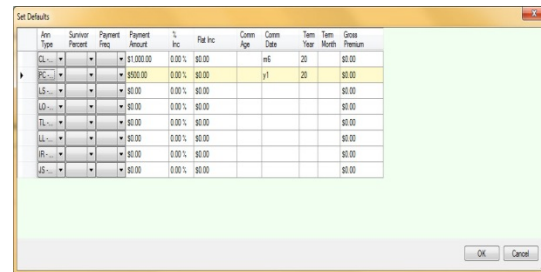 Set Defaults
Ann Type Survivor Percent Payment Freq Payment Amount % Inc Flat Inc Comm Age Comm Date Term Year Term Month Gross Premium
CL -... $1,000.00 0.00 % $0.00 m6 20 $0.00
PC -... $500.00 0.00 % $0.00 y1 20 $0.00
LS -... $0.00 0.00 % $0.00 $0.00
LO -... $0.00 0.00 % $0.00 $0.00
TL -... $0.00 0.00 % $0.00 $0.00
LL -... $0.00 0.00 % $0.00 $0.00
IR -... $0.00 0.00 % $0.00 $0.00
JS -... $0.00 0.00 % $0.00 $0.00
OK Cancel